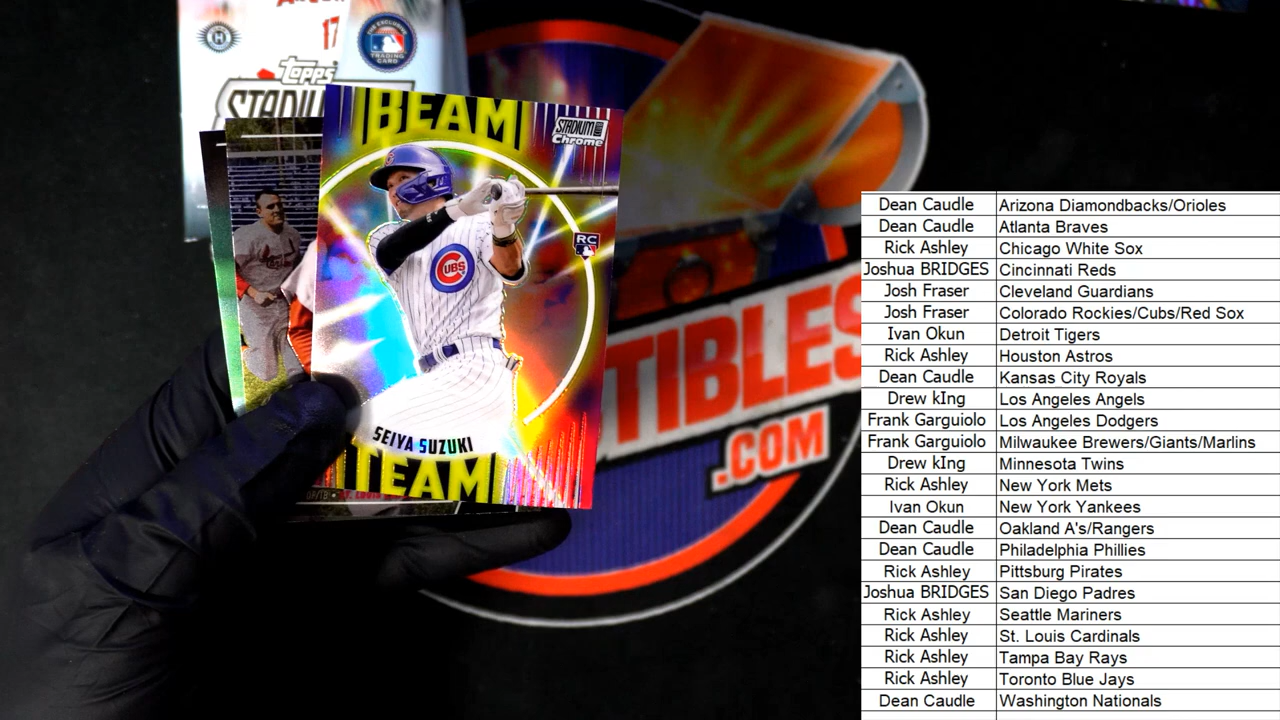 17
THE EXCLUSIVE
TRADING
CARD
Topps
STADIUM
BEAM
STADIUM
CLUB
Chrome
RC
CUBS
SEIYA SUZUKI
TEAM
TIBLES
.COM
Dean Caudle Arizona Diamondbacks/Orioles
Dean Caudle Atlanta Braves
Rick Ashley Chicago White Sox
Joshua BRIDGES Cincinnati Reds
Josh Fraser Cleveland Guardians
Josh Fraser Colorado Rockies/Cubs/Red Sox
Ivan Okun Detroit Tigers
Rick Ashley Houston Astros
Dean Caudle Kansas City Royals
Drew kIng Los Angeles Angels
Frank Garguiolo Los Angeles Dodgers
Frank Garguiolo Milwaukee Brewers/Giants/Marlins
Drew kIng Minnesota Twins
Rick Ashley New York Mets
Ivan Okun New York Yankees
Dean Caudle Oakland A's/Rangers
Dean Caudle Philadelphia Phillies
Rick Ashley Pittsburg Pirates
Joshua BRIDGES San Diego Padres
Rick Ashley Seattle Mariners
Rick Ashley St. Louis Cardinals
Rick Ashley Tampa Bay Rays
Rick Ashley Toronto Blue Jays
Dean Caudle Washington Nationals